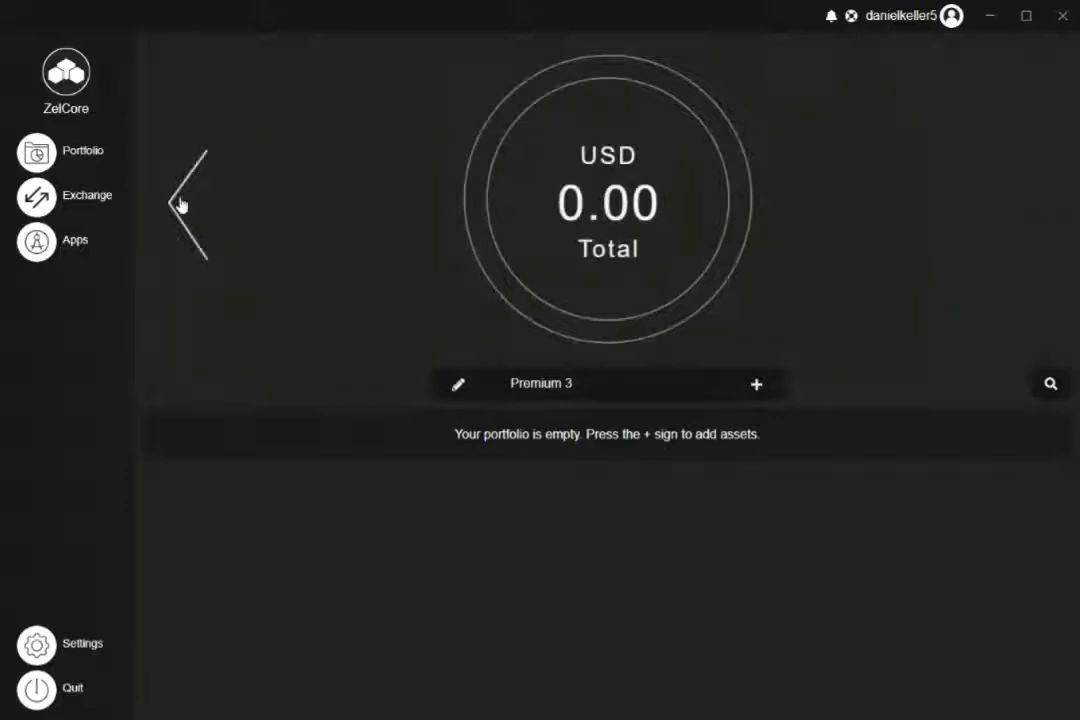 danielkeller5
ZelCore
Portfolio
Exchange
Apps
USD
0.00
Total
Premium 3
Your portfolio is empty. Press the + sign to add assets.
Settings
Quit